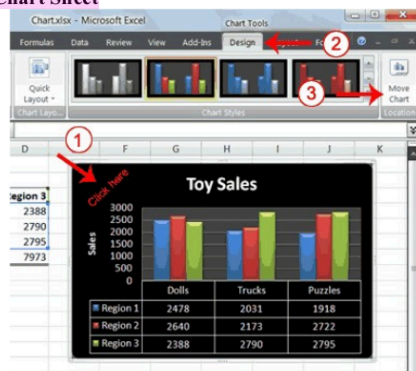 Chart Sheet
Chart.xlsx - Microsoft Excel
Chart Tools
Formulas Data Review View Add-Ins Design
2
Quick
Layout
Chart Layo...
Chart Styles
3
Move
Chart
Location
1
D F G H I J K
Click here
Region 3
2388
2790
2795
7973
Toy Sales
Sales
3000
2500
2000
1500
1000
500
0
Dolls Trucks Puzzles
Region 1 2478 2031 1918
Region 2 2640 2173 2722
Region 3 2388 2790 2795